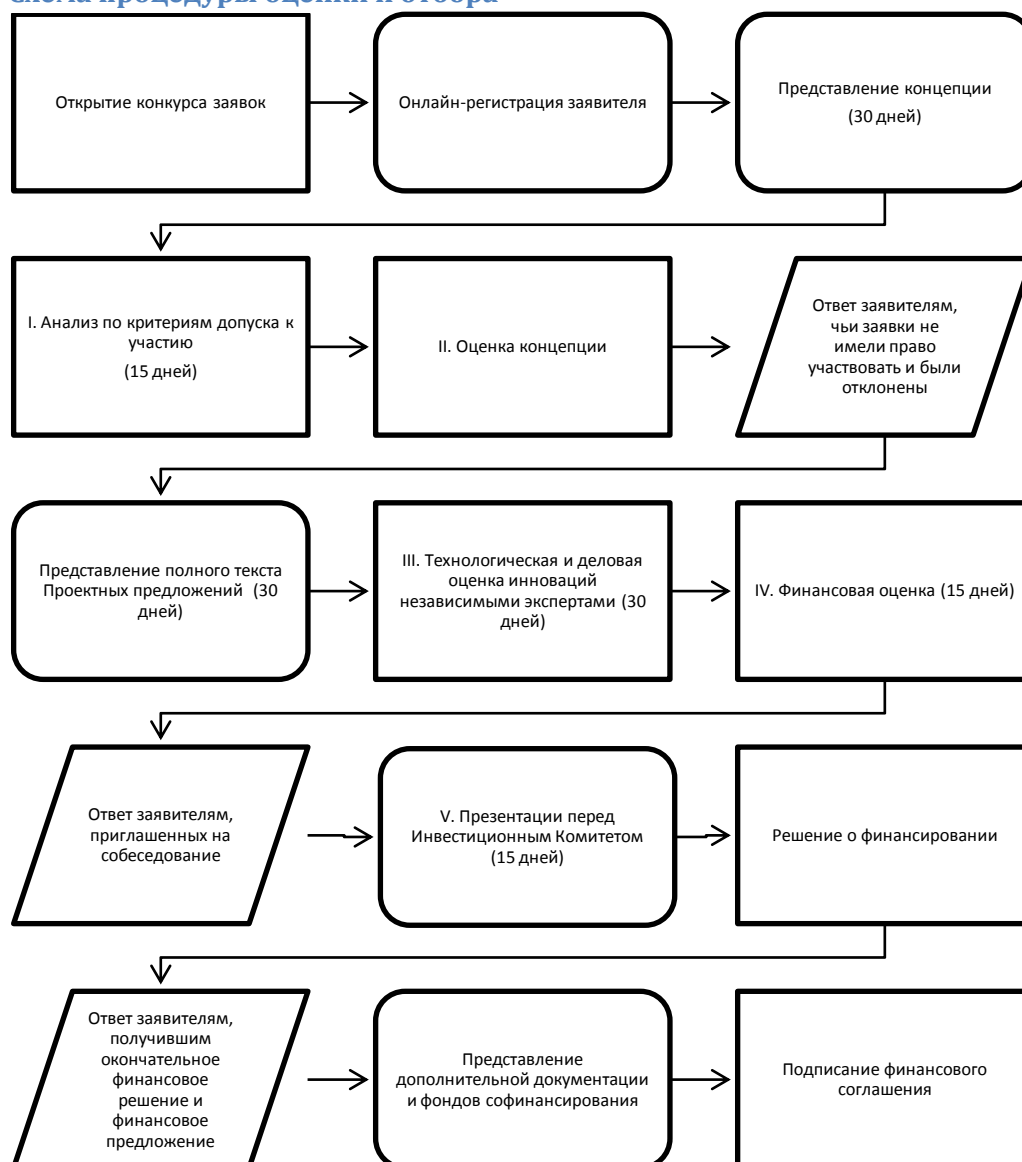 Схема процедуры оценки и отбора
Открытие конкурса заявок
Онлайн-регистрация заявителя
Представление концепции
(30 дней)
I. Анализ по критериям допуска к
участию
(15 дней)
II. Оценка концепции
Ответ заявителям,
чьи заявки не
имели право
участвовать и были
отклонены
Представление полного текста
Проектных предложений (30
дней)
III. Технологическая и деловая
оценка инноваций
независимыми экспертами (30
дней)
IV. Финансовая оценка (15 дней)
Ответ заявителям,
приглашенных на
собеседование
V. Презентации перед
Инвестиционным Комитетом
(15 дней)
Решение о финансировании
Ответ заявителям,
получившим
окончательное
финансовое
решение и
финансовое
предложение
Представление
дополнительной документации
и фондов софинансирования
Подписание финансового
соглашения